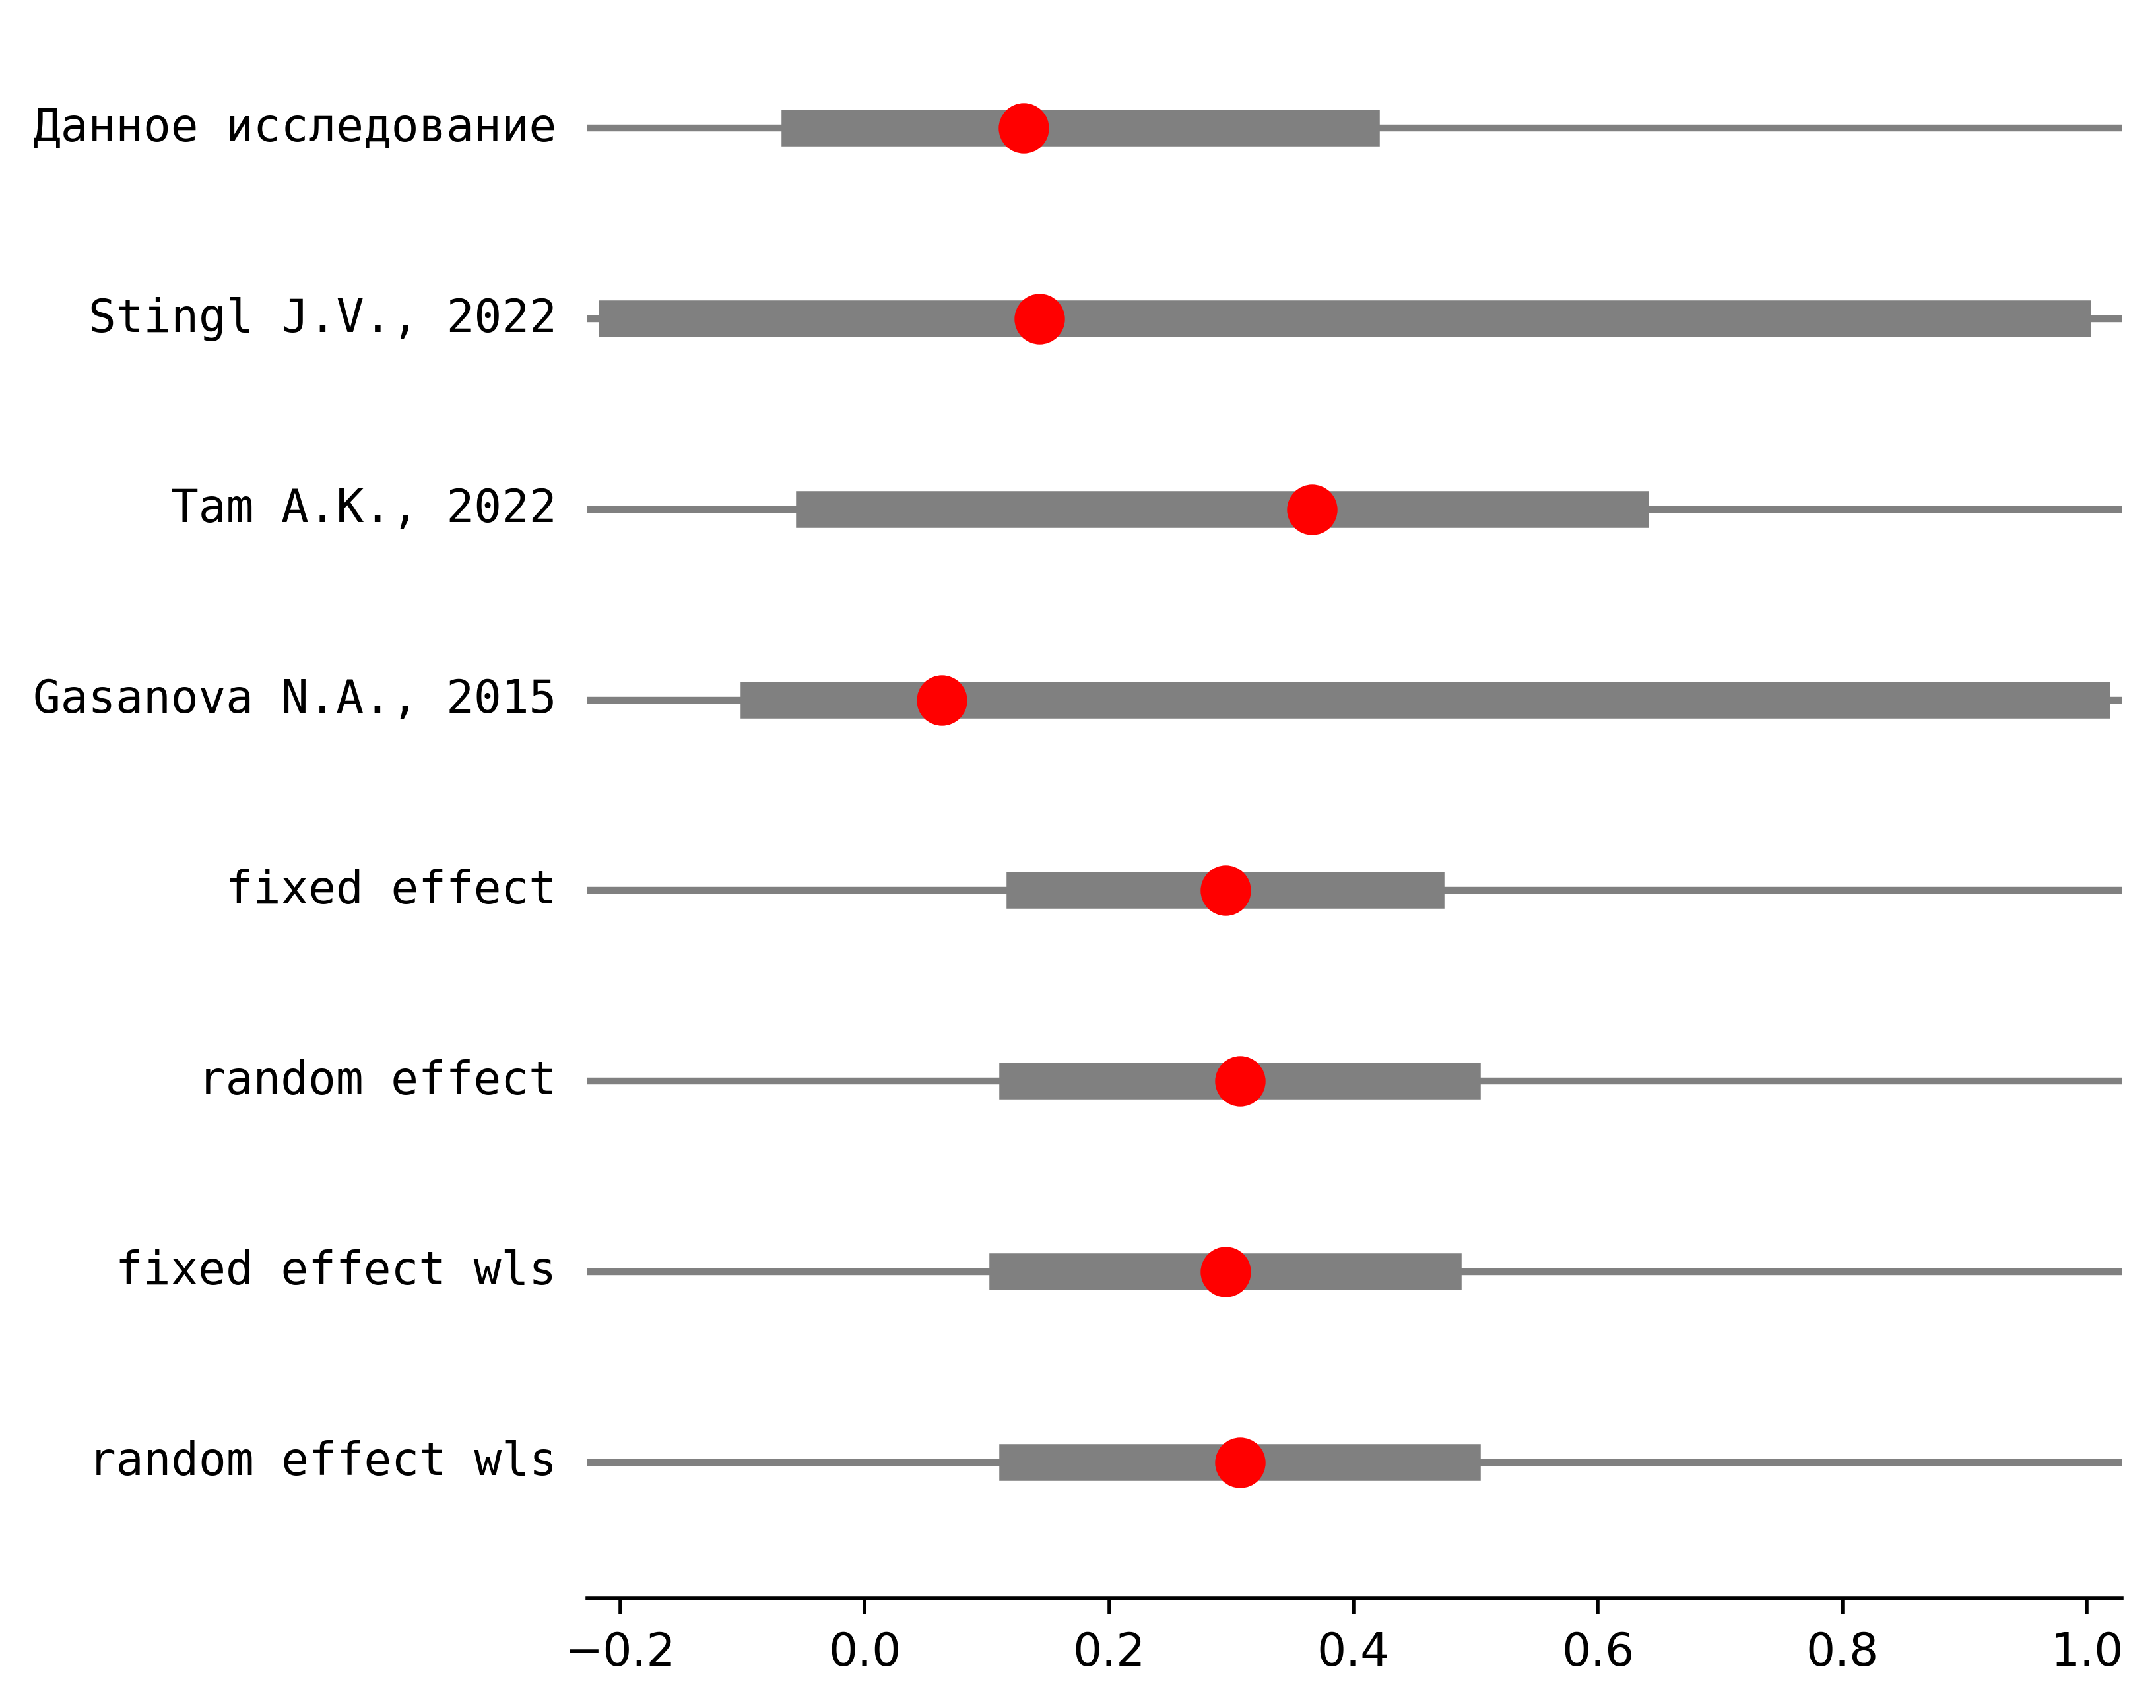 Данное исследование
Stingl J.V., 2022
Tam A.K., 2022
Gasanova N.A., 2015
fixed effect
random effect
fixed effect wls
random effect wls
−0.2 0.0 0.2 0.4 0.6 0.8 1.0